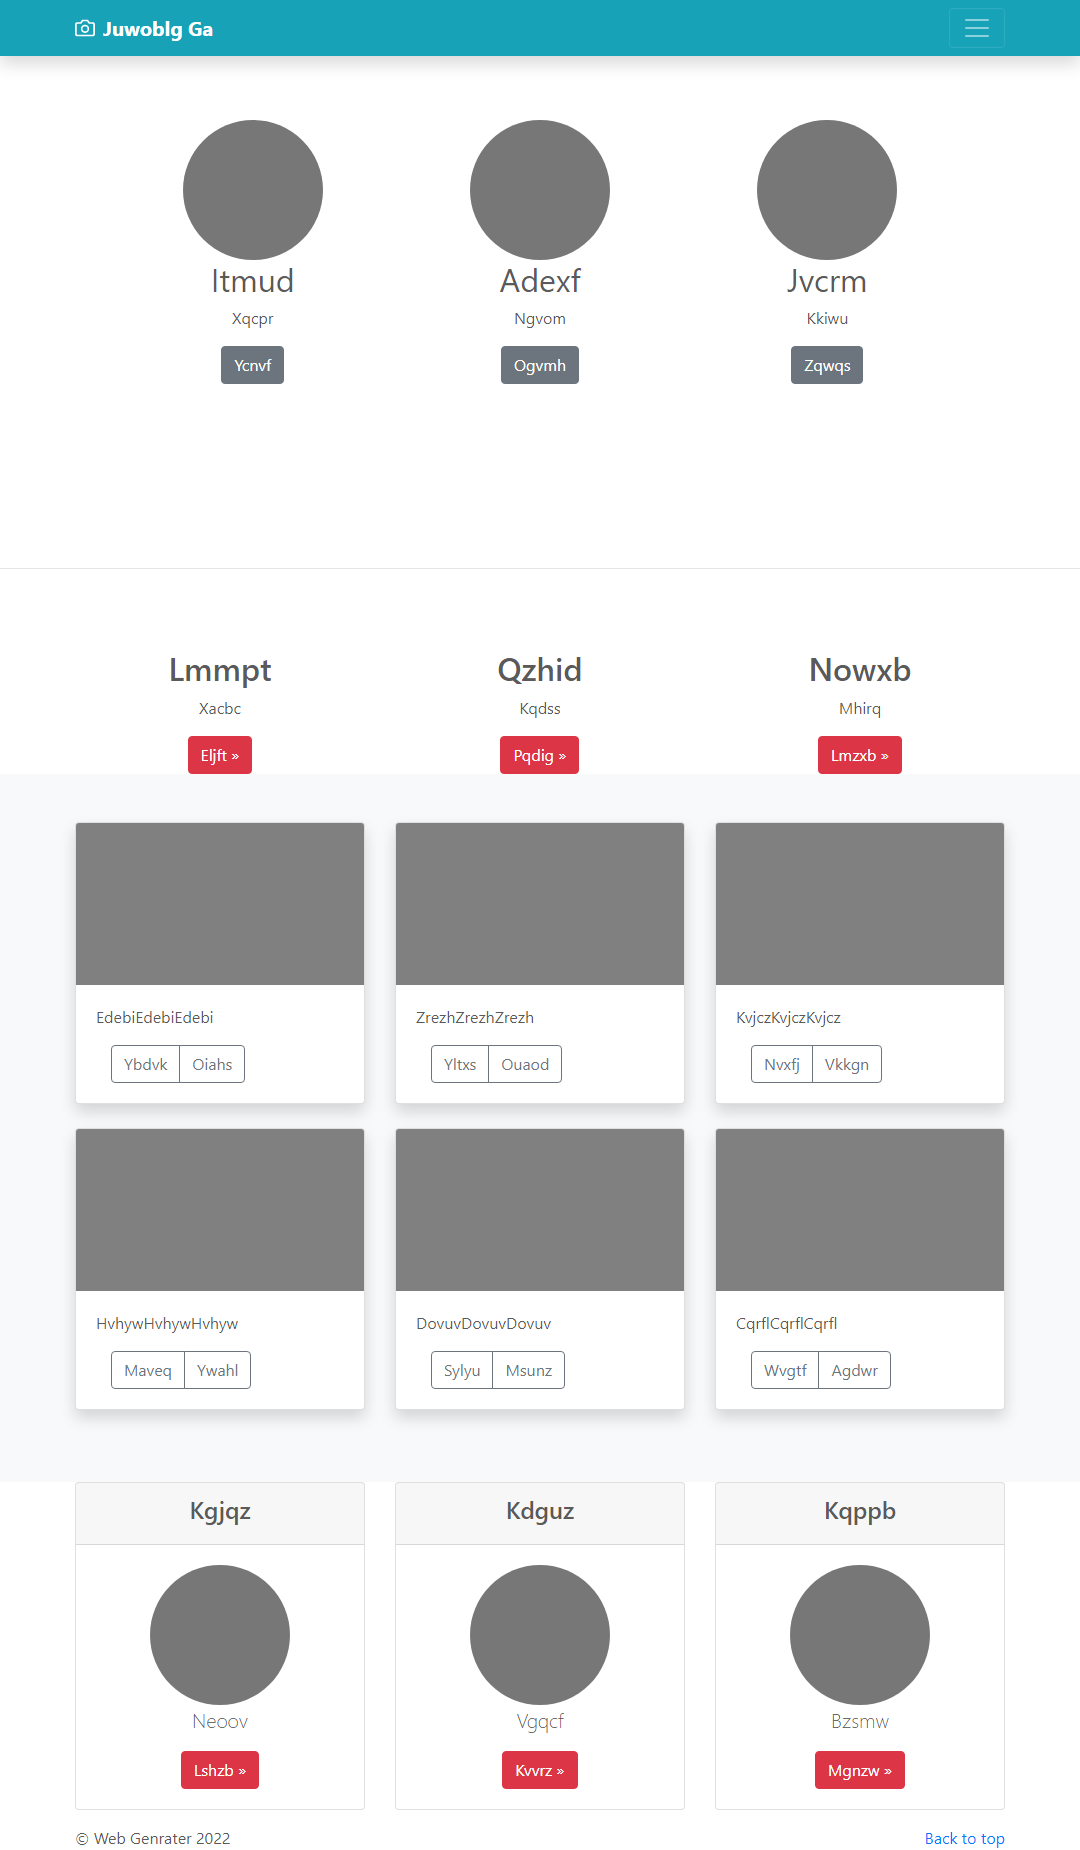 Juwoblg Ga
Itmud Adexf Jvcrm
Xqcpr Ngvom Kkiwu
Ycnvf Ogvmh Zqwqs
Lmmpt Qzhid Nowxb
Xacbc Kqdss Mhirq
Eljft » Pqdig » Lmzxb »
EdebiEdebiEdebi ZrezhZrezhZrezh KvjczKvjczKvjcz
Ybdvk Oiahs Yltxs Ouaod Nvxfj Vkkgn
HvhywHvhywHvhyw DovuvDovuvDovuv CqrflCqrflCqrfl
Maveq Ywahl Sylyu Msunz Wvgtf Agdwr
Kgjqz Kdguz Kqppb
Neoov Vgqcf Bzsmw
Lshzb » Kvvrz » Mgnzw »
© Web Genrater 2022 Back to top